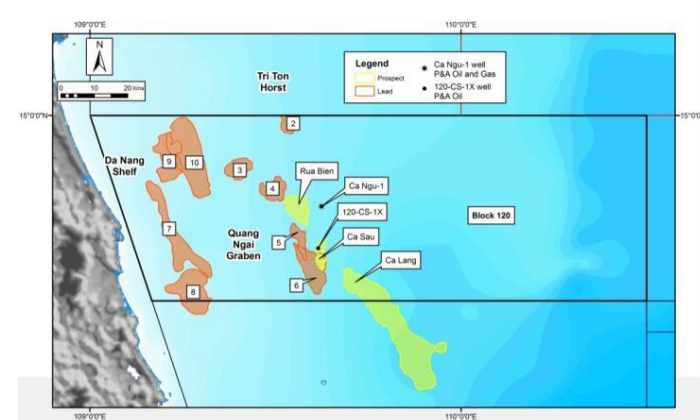 109°0'0"E
110°0'0"E
N
0 10 20 Kms
Legend
Prospect
Lead
Ca Ngu-1 well
P&A Oil and Gas
120-CS-1X well
P&A Oil
Tri Ton
Horst
15°0'0"N
15°0'0
2
Da Nang
Shelf
9
10
3
4
Rua Bien
Ca Ngu-1
120-CS-1X
Block 120
7
Quang
Ngai
Graben
5
Ca Sau
Ca Lang
6
8
109°0'0"E
110°0'0"E